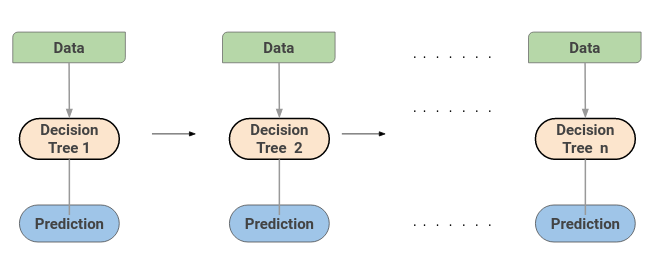 Data
Data
. . . . . . .
Data
. . . . . . .
Decision
Tree 1
Decision
Tree 2
Decision
Tree n
Prediction
Prediction
. . . . . . .
Prediction